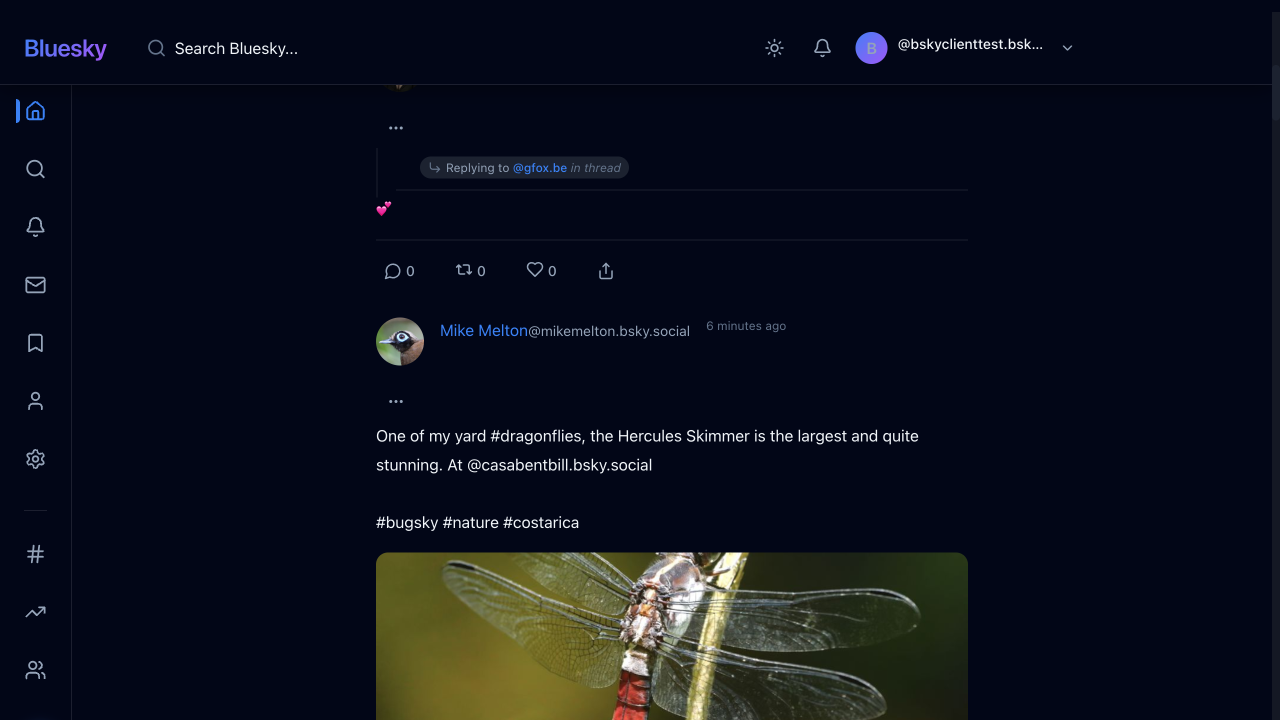 Bluesky
Search Bluesky...
B
@bskyclienttest.bsk...
Replying to @gfox.be in thread
💕
0
0
0
Mike Melton@mikemelton.bsky.social
6 minutes ago
One of my yard #dragonflies, the Hercules Skimmer is the largest and quite
stunning. At @casabentbill.bsky.social
#bugsky #nature #costarica